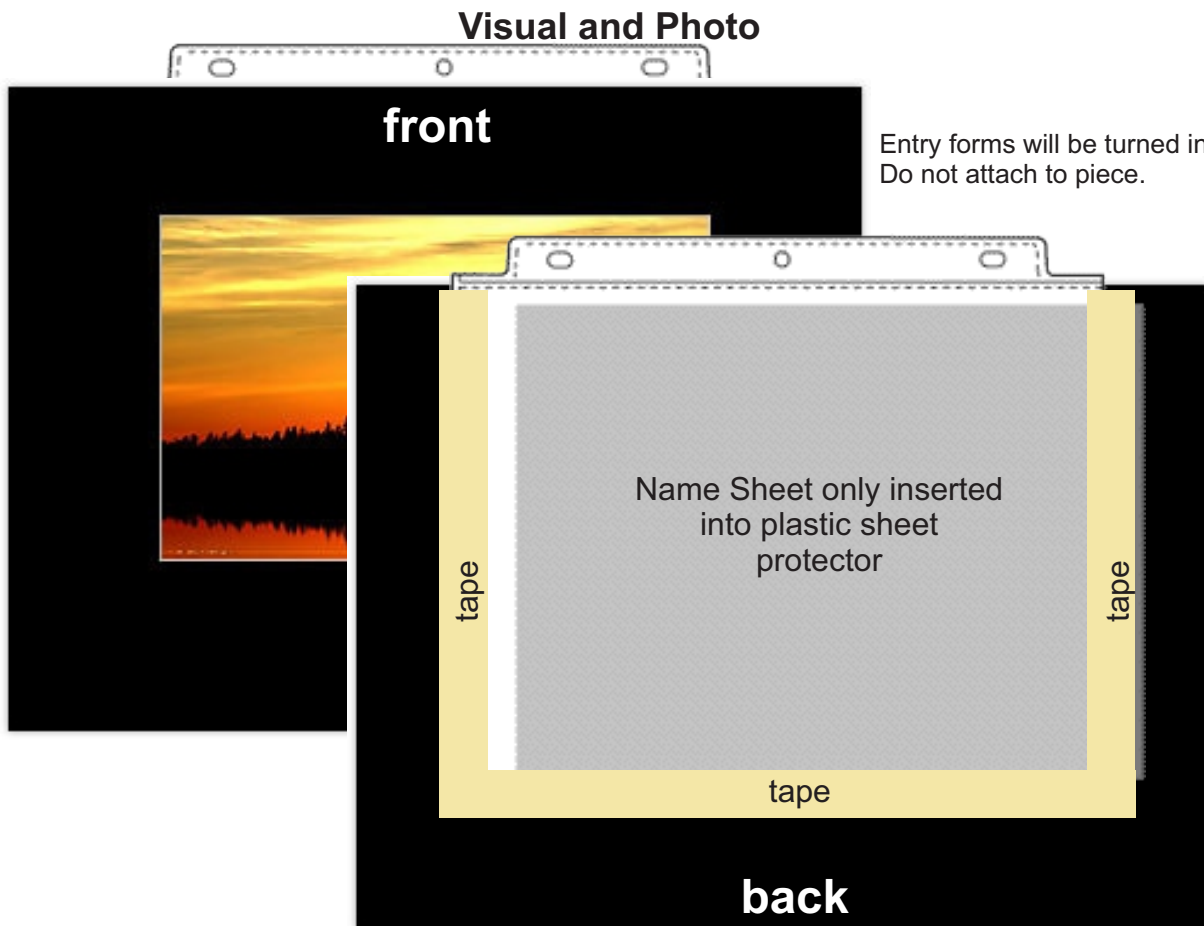 Visual and Photo
front
Entry forms will be turned in
Do not attach to piece.
Name Sheet only inserted
into plastic sheet
protector
tape
tape
tape
back